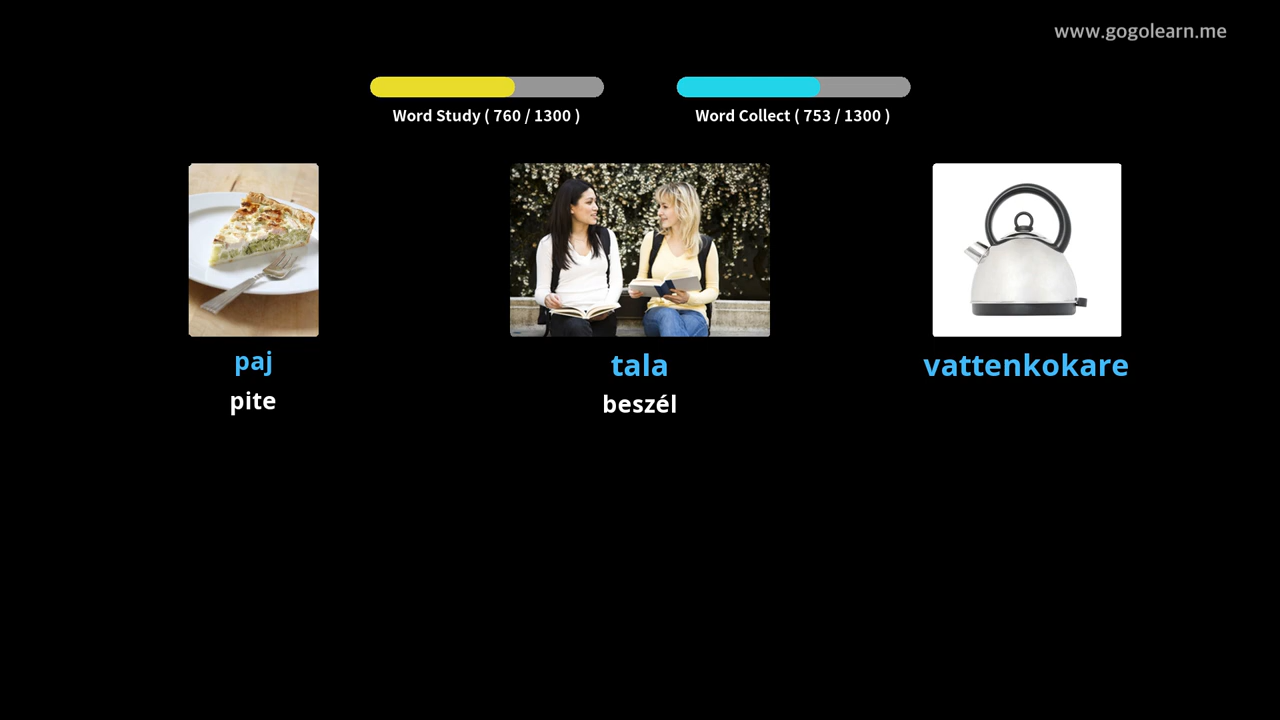 www.gogolearn.me
Word Study ( 760 / 1300 )
Word Collect ( 753 / 1300 )
paj
pite
tala
beszél
vattenkokare